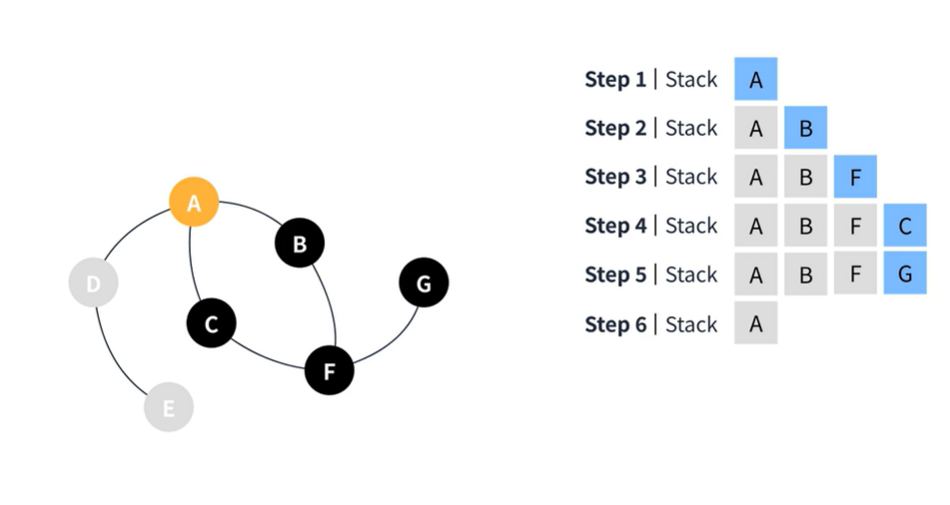 Step 1 | Stack A
Step 2 | Stack A B
Step 3 | Stack A B F
Step 4 | Stack A B F C
Step 5 | Stack A B F G
Step 6 | Stack A
A
B
D
G
C
F
E